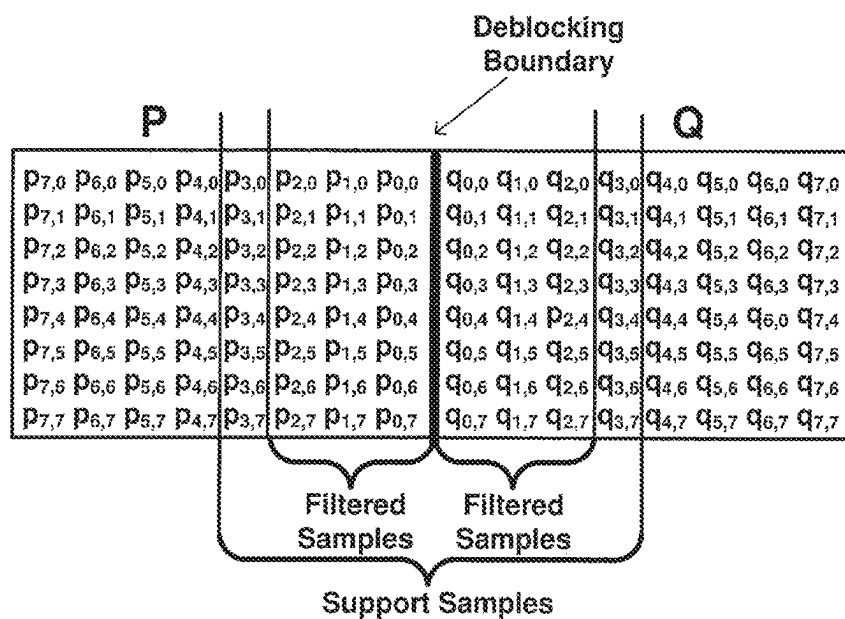 Deblocking
Boundary
P Q
p7,0 p6,0 p5,0 p4,0 p3,0 p2,0 p1,0 p0,0 q0,0 q1,0 q2,0 q3,0 q4,0 q5,0 q6,0 q7,0
p7,1 p6,1 p5,1 p4,1 p3,1 p2,1 p1,1 p0,1 q0,1 q1,1 q2,1 q3,1 q4,1 q5,1 q6,1 q7,1
p7,2 p6,2 p5,2 p4,2 p3,2 p2,2 p1,2 p0,2 q0,2 q1,2 q2,2 q3,2 q4,2 q5,2 q6,2 q7,2
p7,3 p6,3 p5,3 p4,3 p3,3 p2,3 p1,3 p0,3 q0,3 q1,3 q2,3 q3,3 q4,3 q5,3 q6,3 q7,3
p7,4 p6,4 p5,4 p4,4 p3,4 p2,4 p1,4 p0,4 q0,4 q1,4 p2,4 q3,4 q4,4 q5,4 q6,0 q7,4
p7,5 p6,5 p5,5 p4,5 p3,5 p2,5 p1,5 p0,5 q0,5 q1,5 q2,5 q3,5 q4,5 q5,5 q6,5 q7,5
p7,6 p6,6 p5,6 p4,6 p3,6 p2,6 p1,6 p0,6 q0,6 q1,6 q2,6 q3,6 q4,6 q5,6 q6,6 q7,6
p7,7 p6,7 p5,7 p4,7 p3,7 p2,7 p1,7 p0,7 q0,7 q1,7 q2,7 q3,7 q4,7 q5,7 q6,7 q7,7
Filtered Filtered
Samples Samples
Support Samples